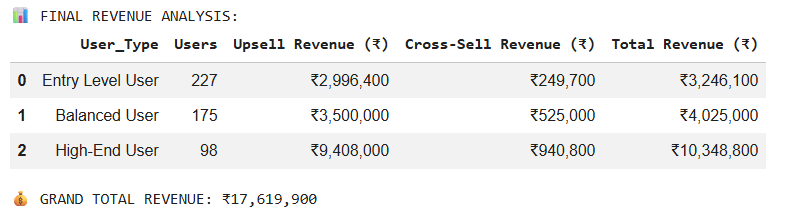 📊 FINAL REVENUE ANALYSIS:
User_Type Users Upsell Revenue (₹) Cross-Sell Revenue (₹) Total Revenue (₹)
0 Entry Level User 227 ₹2,996,400 ₹249,700 ₹3,246,100
1 Balanced User 175 ₹3,500,000 ₹525,000 ₹4,025,000
2 High-End User 98 ₹9,408,000 ₹940,800 ₹10,348,800
💰 GRAND TOTAL REVENUE: ₹17,619,900